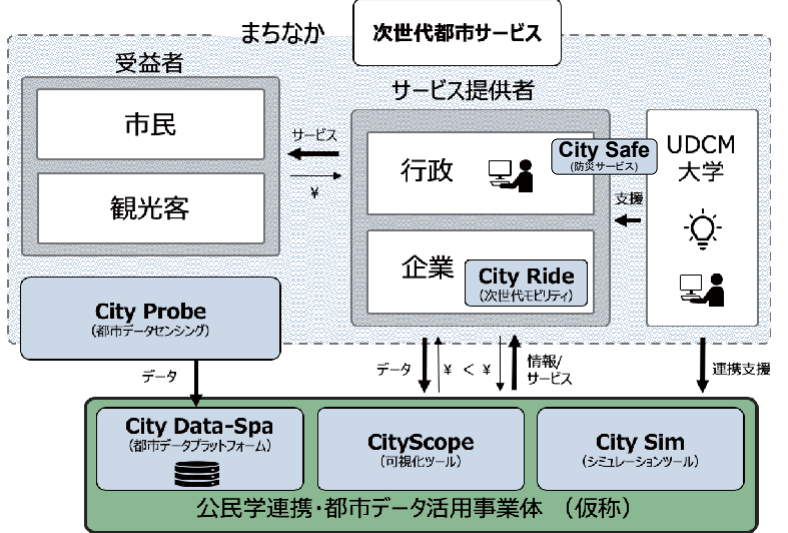 まちなか
次世代都市サービス
受益者
市民
観光客
サービス
¥
サービス提供者
行政
City Safe
(防災サービス)
企業
City Ride
(次世代モビリティ)
UDCM
大学
支援
City Probe
(都市データセンシング)
データ
データ
¥ < ¥
情報/
サービス
連携支援
City Data-Spa
(都市データプラットフォーム)
CityScope
(可視化ツール)
City Sim
(シミュレーションツール)
公民学連携・都市データ活用事業体 (仮称)